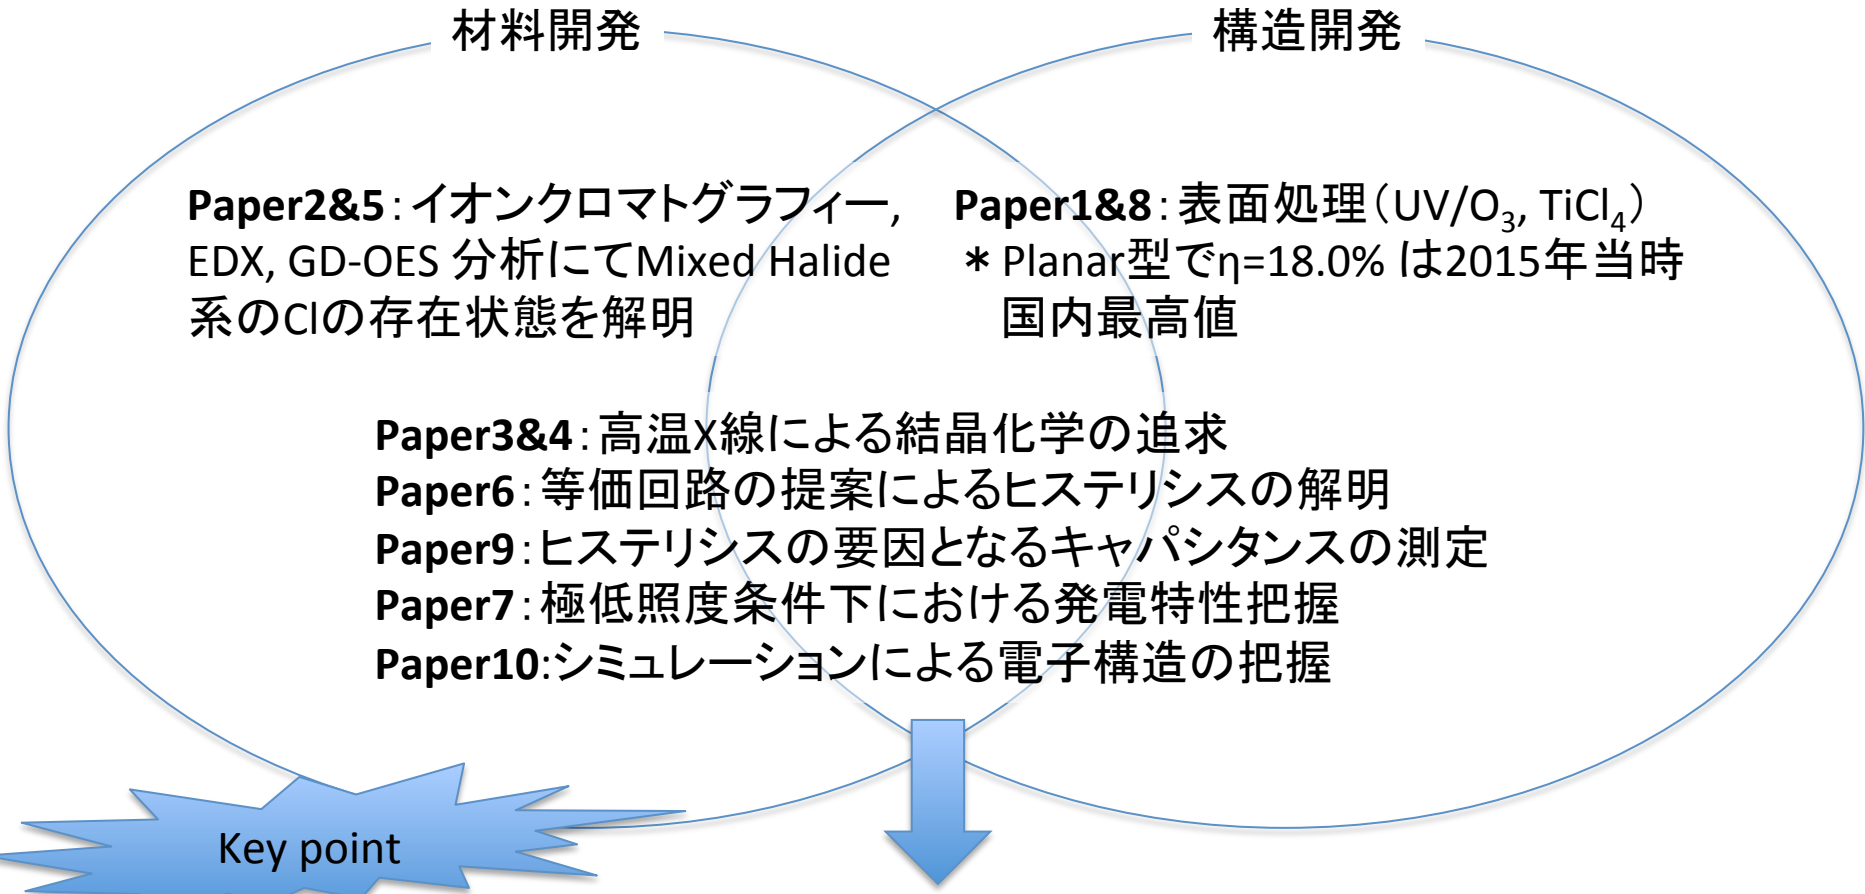 材料開発
構造開発
Paper2&5：イオンクロマトグラフィー,
EDX, GD-OES 分析にてMixed Halide
系のClの存在状態を解明
Paper1&8：表面処理（UV/O₃, TiCl₄）
* Planar型でη=18.0% は2015年当時
国内最高値
Paper3&4：高温X線による結晶化学の追求
Paper6：等価回路の提案によるヒステリシスの解明
Paper9：ヒステリシスの要因となるキャパシタンスの測定
Paper7：極低照度条件下における発電特性把握
Paper10:シミュレーションによる電子構造の把握
Key point